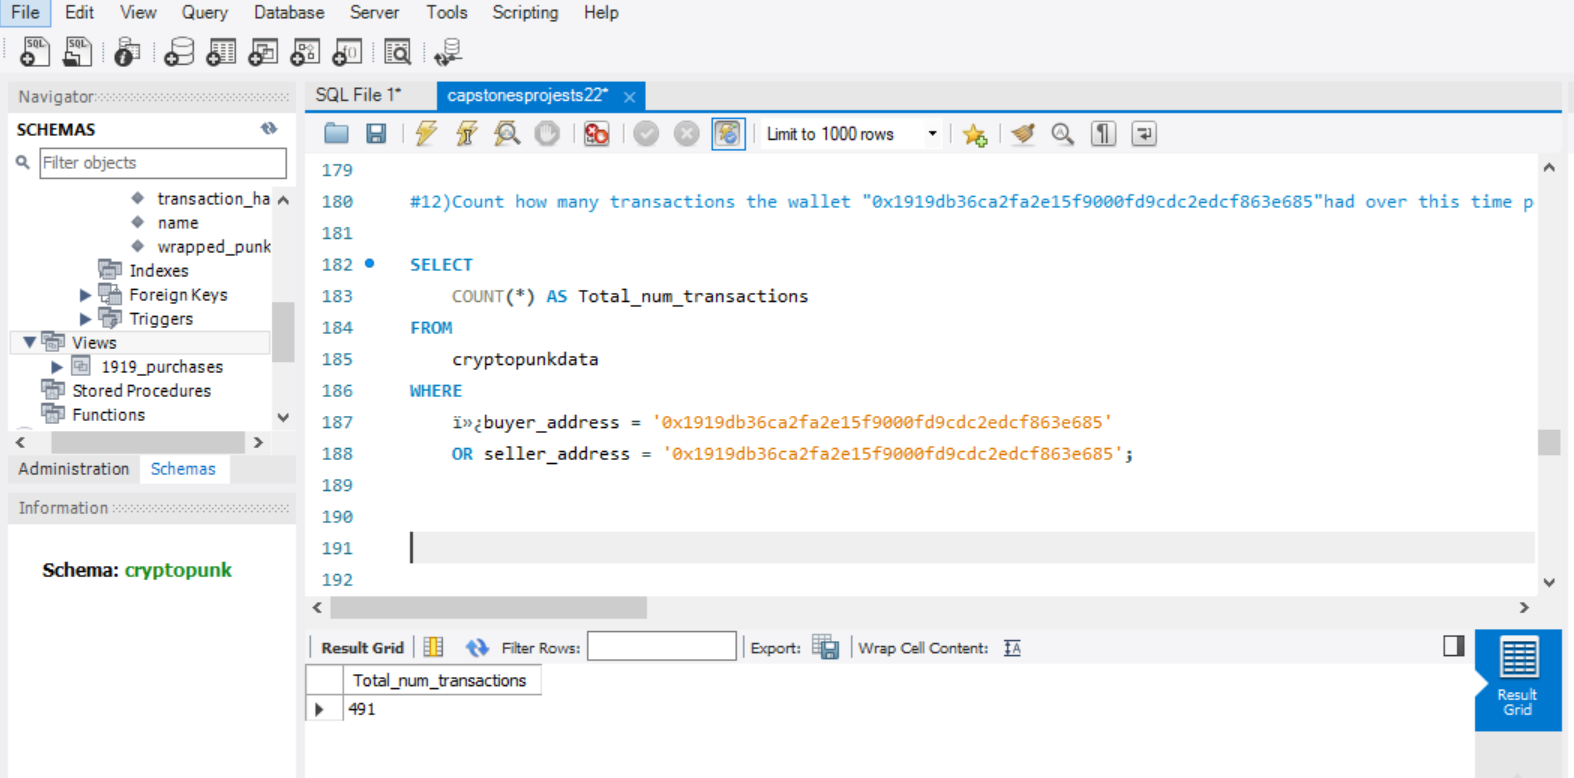 File Edit View Query Database Server Tools Scripting Help
Navigator
SCHEMAS
Filter objects
transaction_ha
name
wrapped_punk
Indexes
Foreign Keys
Triggers
Views
1919_purchases
Stored Procedures
Functions
Administration Schemas
Information
Schema: cryptopunk
SQL File 1* capstonesprojests22*
Limit to 1000 rows
179
180 #12)Count how many transactions the wallet "0x1919db36ca2fa2e15f9000fd9cdc2edcf863e685"had over this time p
181
182 SELECT
183 COUNT(*) AS Total_num_transactions
184 FROM
185 cryptopunkdata
186 WHERE
187 ï»¿buyer_address = '0x1919db36ca2fa2e15f9000fd9cdc2edcf863e685'
188 OR seller_address = '0x1919db36ca2fa2e15f9000fd9cdc2edcf863e685';
189
190
191
192
Result Grid Filter Rows: Export: Wrap Cell Content:
Total_num_transactions
491
Result
Grid